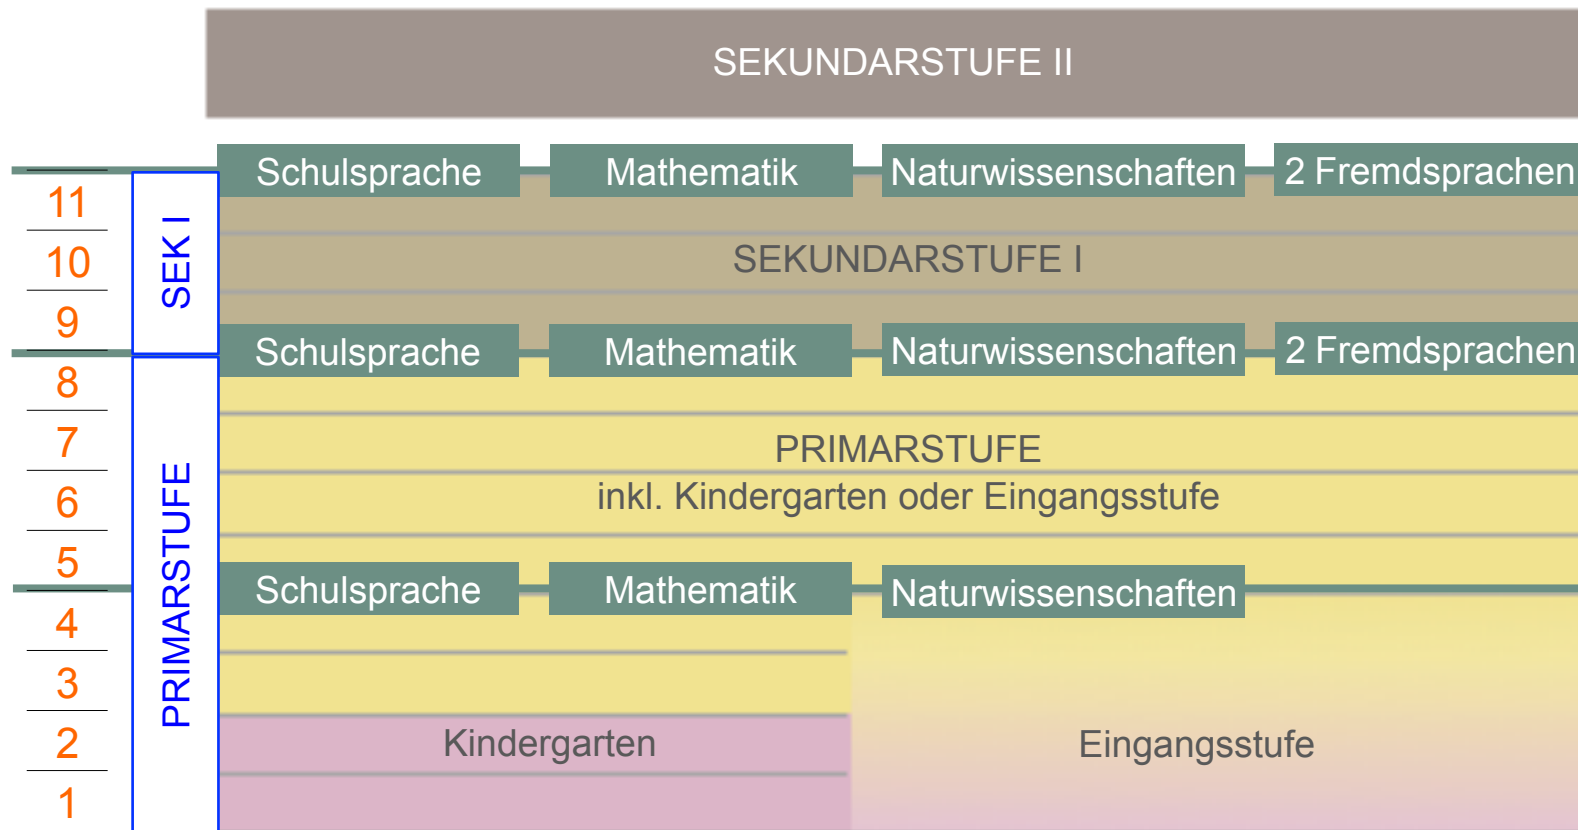 SEKUNDARSTUFE II
Schulsprache Mathematik Naturwissenschaften 2 Fremdsprachen
11
10 SEKUNDARSTUFE I
SEK I
9
Schulsprache Mathematik Naturwissenschaften 2 Fremdsprachen
8
7 PRIMARSTUFE
6 inkl. Kindergarten oder Eingangsstufe
PRIMARSTUFE
5
Schulsprache Mathematik Naturwissenschaften
4
3
2 Kindergarten Eingangsstufe
1